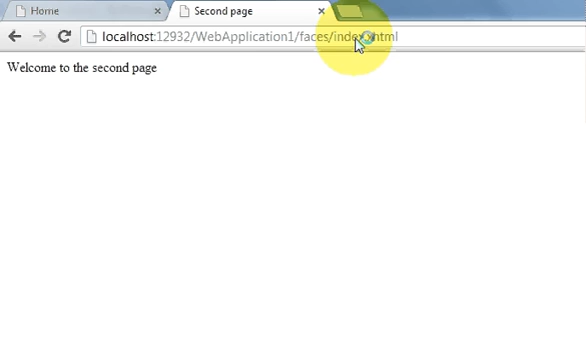 Home
Second page
localhost:12932/WebApplication1/faces/index.xhtml
Welcome to the second page